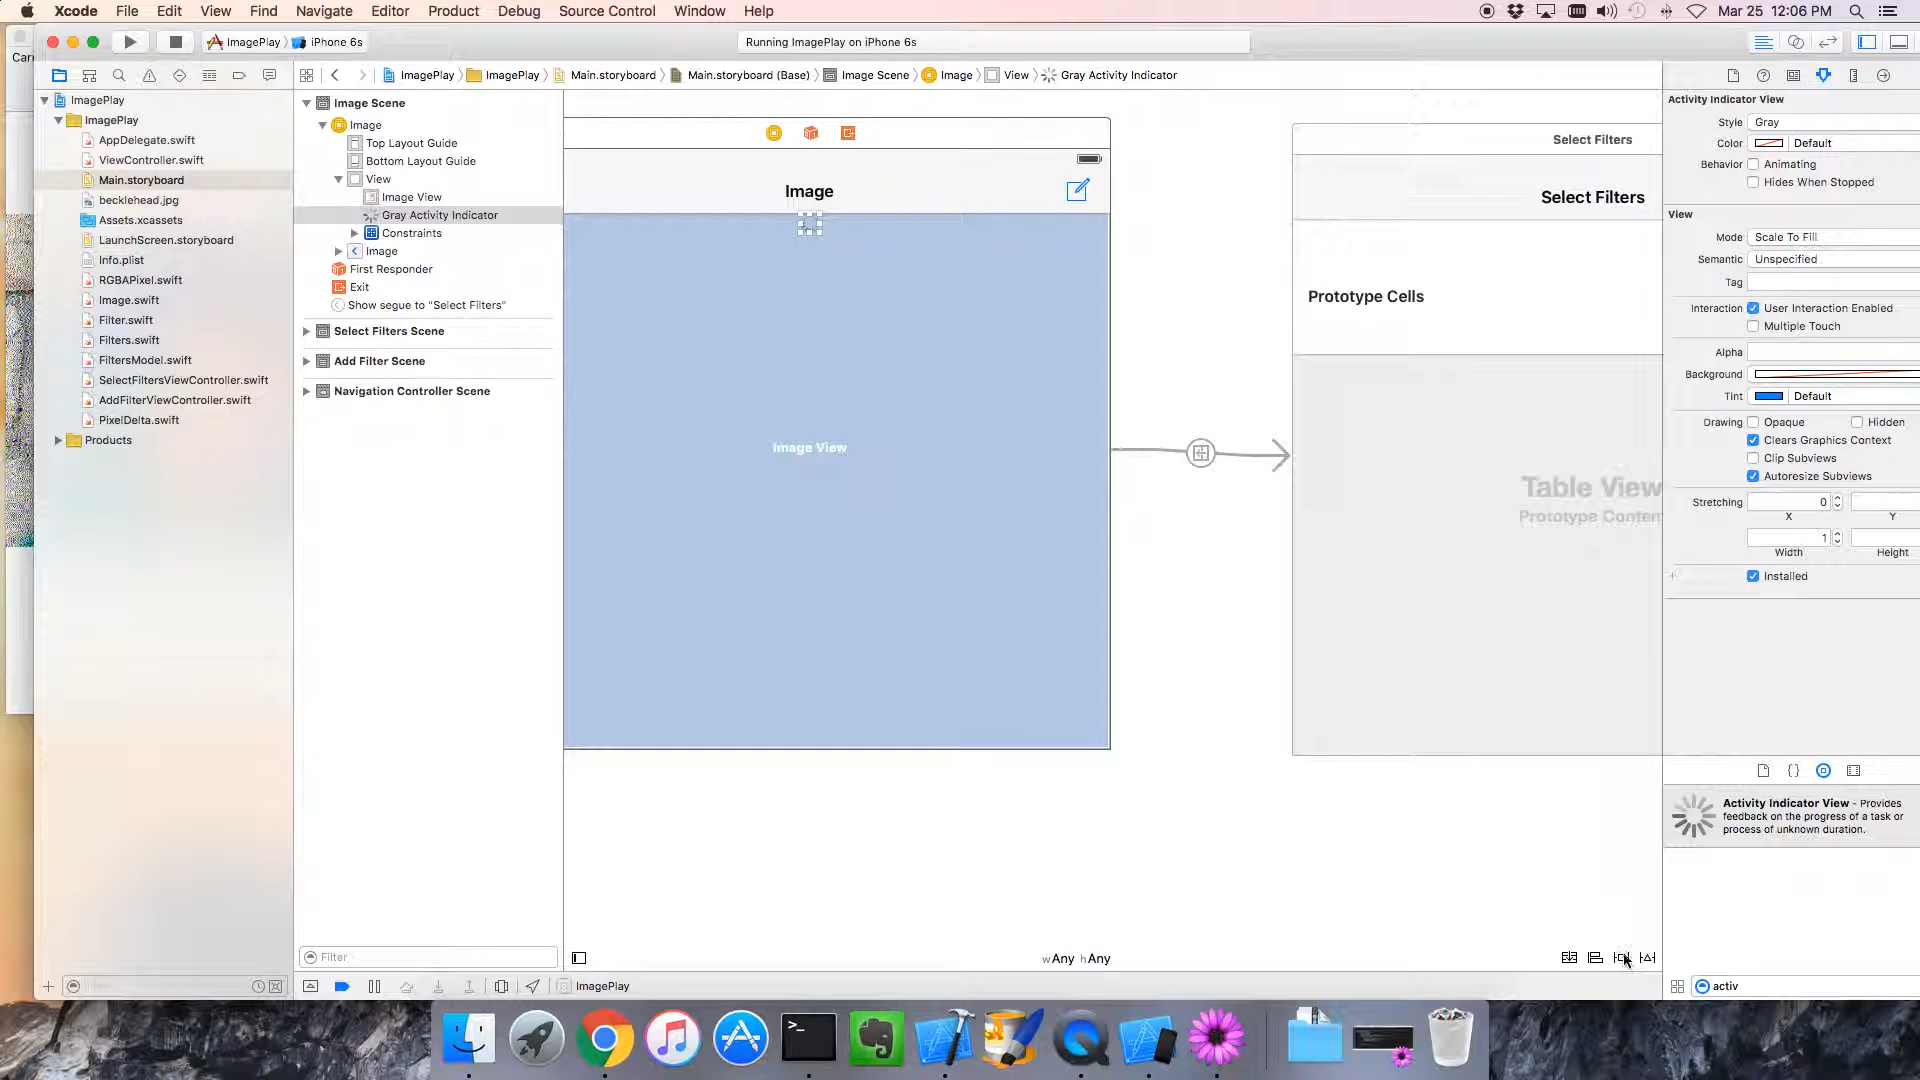 Xcode File Edit View Find Navigate Editor Product Debug Source Control Window Help
Mar 25 12:06 PM
Carr
ImagePlay iPhone 6s
Running ImagePlay on iPhone 6s
ImagePlay ImagePlay Main.storyboard Main.storyboard (Base) Image Scene Image View Gray Activity Indicator
ImagePlay
ImagePlay
AppDelegate.swift
ViewController.swift
Main.storyboard
becklehead.jpg
Assets.xcassets
LaunchScreen.storyboard
Info.plist
RGBAPixel.swift
Image.swift
Filter.swift
Filters.swift
FiltersModel.swift
SelectFiltersViewController.swift
AddFilterViewController.swift
PixelDelta.swift
Products
Image Scene
Image
Top Layout Guide
Bottom Layout Guide
View
Image View
Gray Activity Indicator
Constraints
Image
First Responder
Exit
Show segue to "Select Filters"
Select Filters Scene
Add Filter Scene
Navigation Controller Scene
Filter
Image
Image View
Select Filters
Select Filters
Prototype Cells
Table View
Prototype Conten
wAny hAny
ImagePlay
Activity Indicator View
Style Gray
Color Default
Behavior Animating
Hides When Stopped
View
Mode Scale To Fill
Semantic Unspecified
Tag
Interaction User Interaction Enabled
Multiple Touch
Alpha
Background
Tint Default
Drawing Opaque Hidden
Clears Graphics Context
Clip Subviews
Autoresize Subviews
Stretching 0
X Y
1
Width Height
Installed
Activity Indicator View - Provides
feedback on the progress of a task or
process of unknown duration.
activ